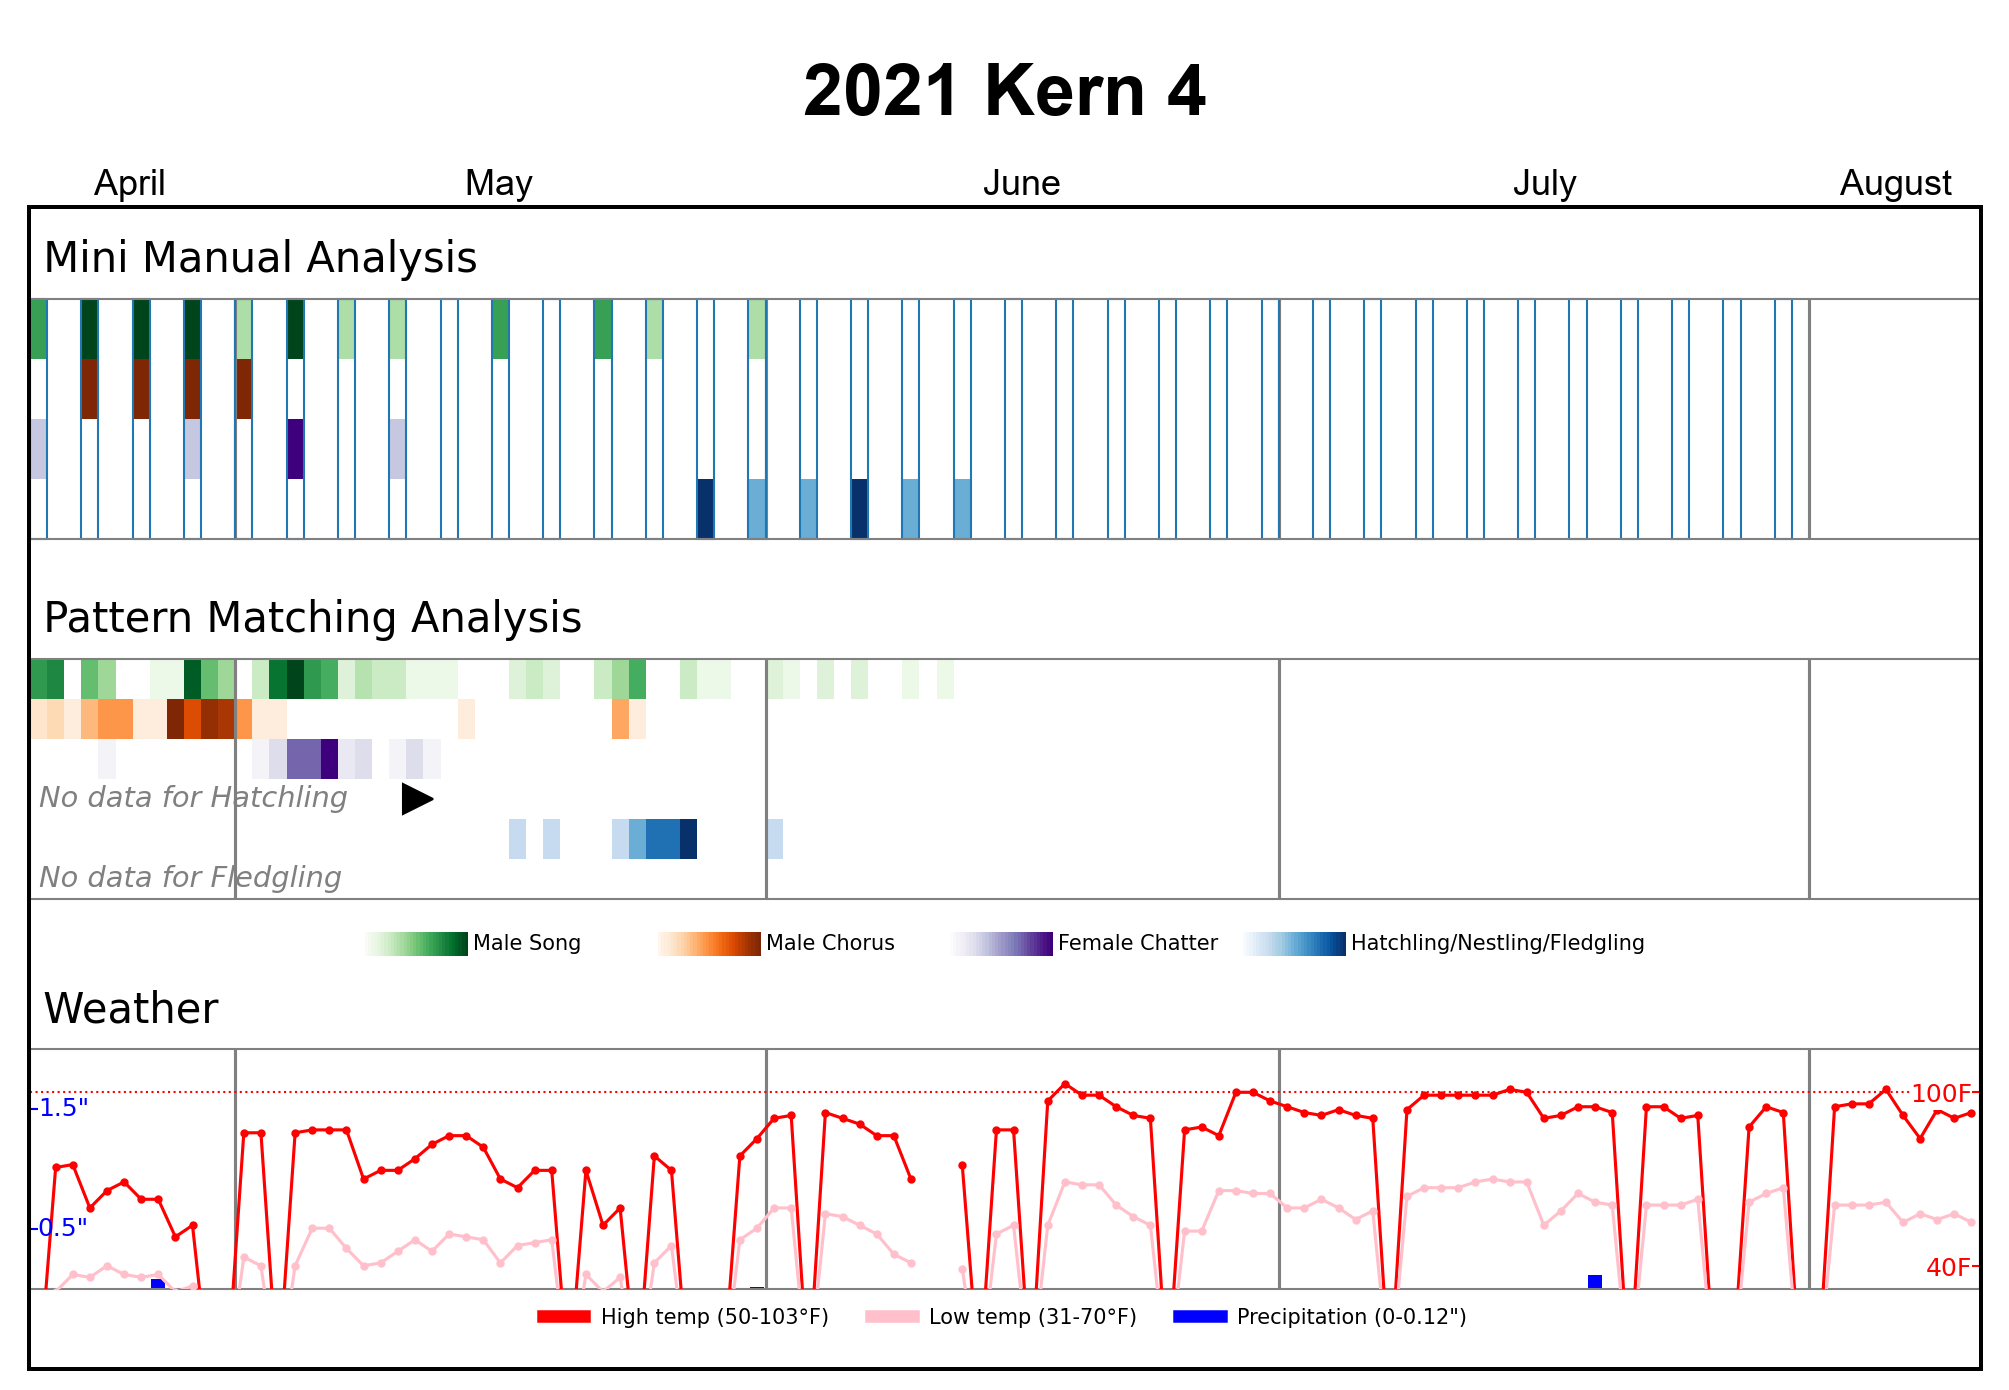 2021 Kern 4
April May June July August
Mini Manual Analysis
Pattern Matching Analysis
No data for Hatchling
No data for Fledgling
Male Song Male Chorus Female Chatter Hatchling/Nestling/Fledgling
Weather
100F
1.5"
0.5"
40F
High temp (50-103°F) Low temp (31-70°F) Precipitation (0-0.12")